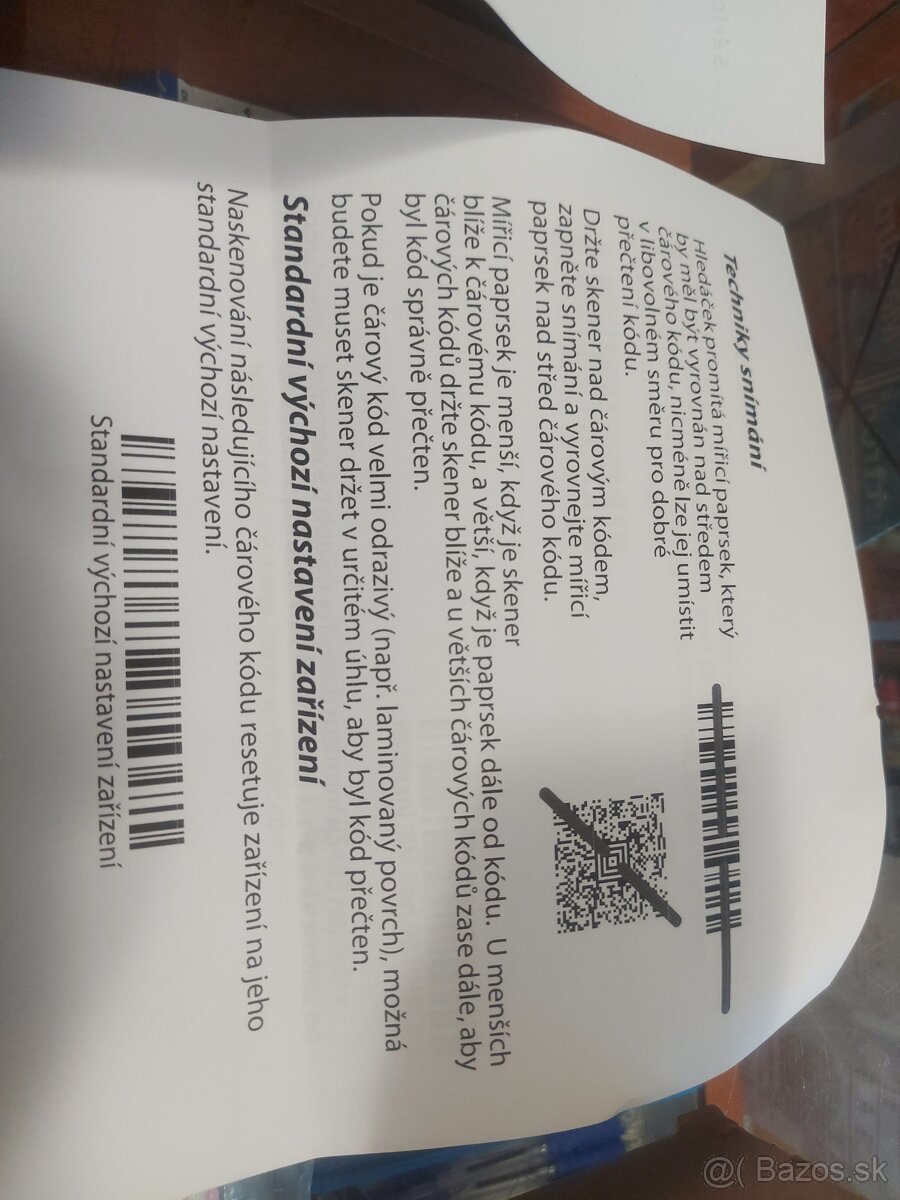 Techniky snímání
Hledáček promítá mířicí paprsek, který
by měl být vyrovnán nad středem
čárového kódu, nicméně lze jej umístit
v libovolném směru pro dobré
přečtení kódu.
Držte skener nad čárovým kódem,
zapněte snímání a vyrovnejte mířicí
paprsek nad střed čárového kódu.
Mířicí paprsek je menší, když je skener
blíže k čárovému kódu, a větší, když je paprsek dále od kódu. U menších
čárových kódů držte skener blíže a u větších čárových kódů zase dále, aby
byl kód správně přečten.
Pokud je čárový kód velmi odrazivý (např. laminovaný povrch), možná
budete muset skener držet v určitém úhlu, aby byl kód přečten.
Standardní výchozí nastavení zařízení
Naskenování následujícího čárového kódu resetuje zařízení na jeho
standardní výchozí nastavení.
Standardní výchozí nastavení zařízení
@( Bazos.sk